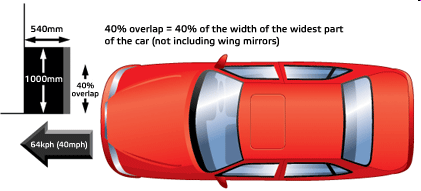 540mm
40% overlap = 40% of the width of the widest part
of the car (not including wing mirrors)
1000mm
40%
overlap
64kph (40mph)